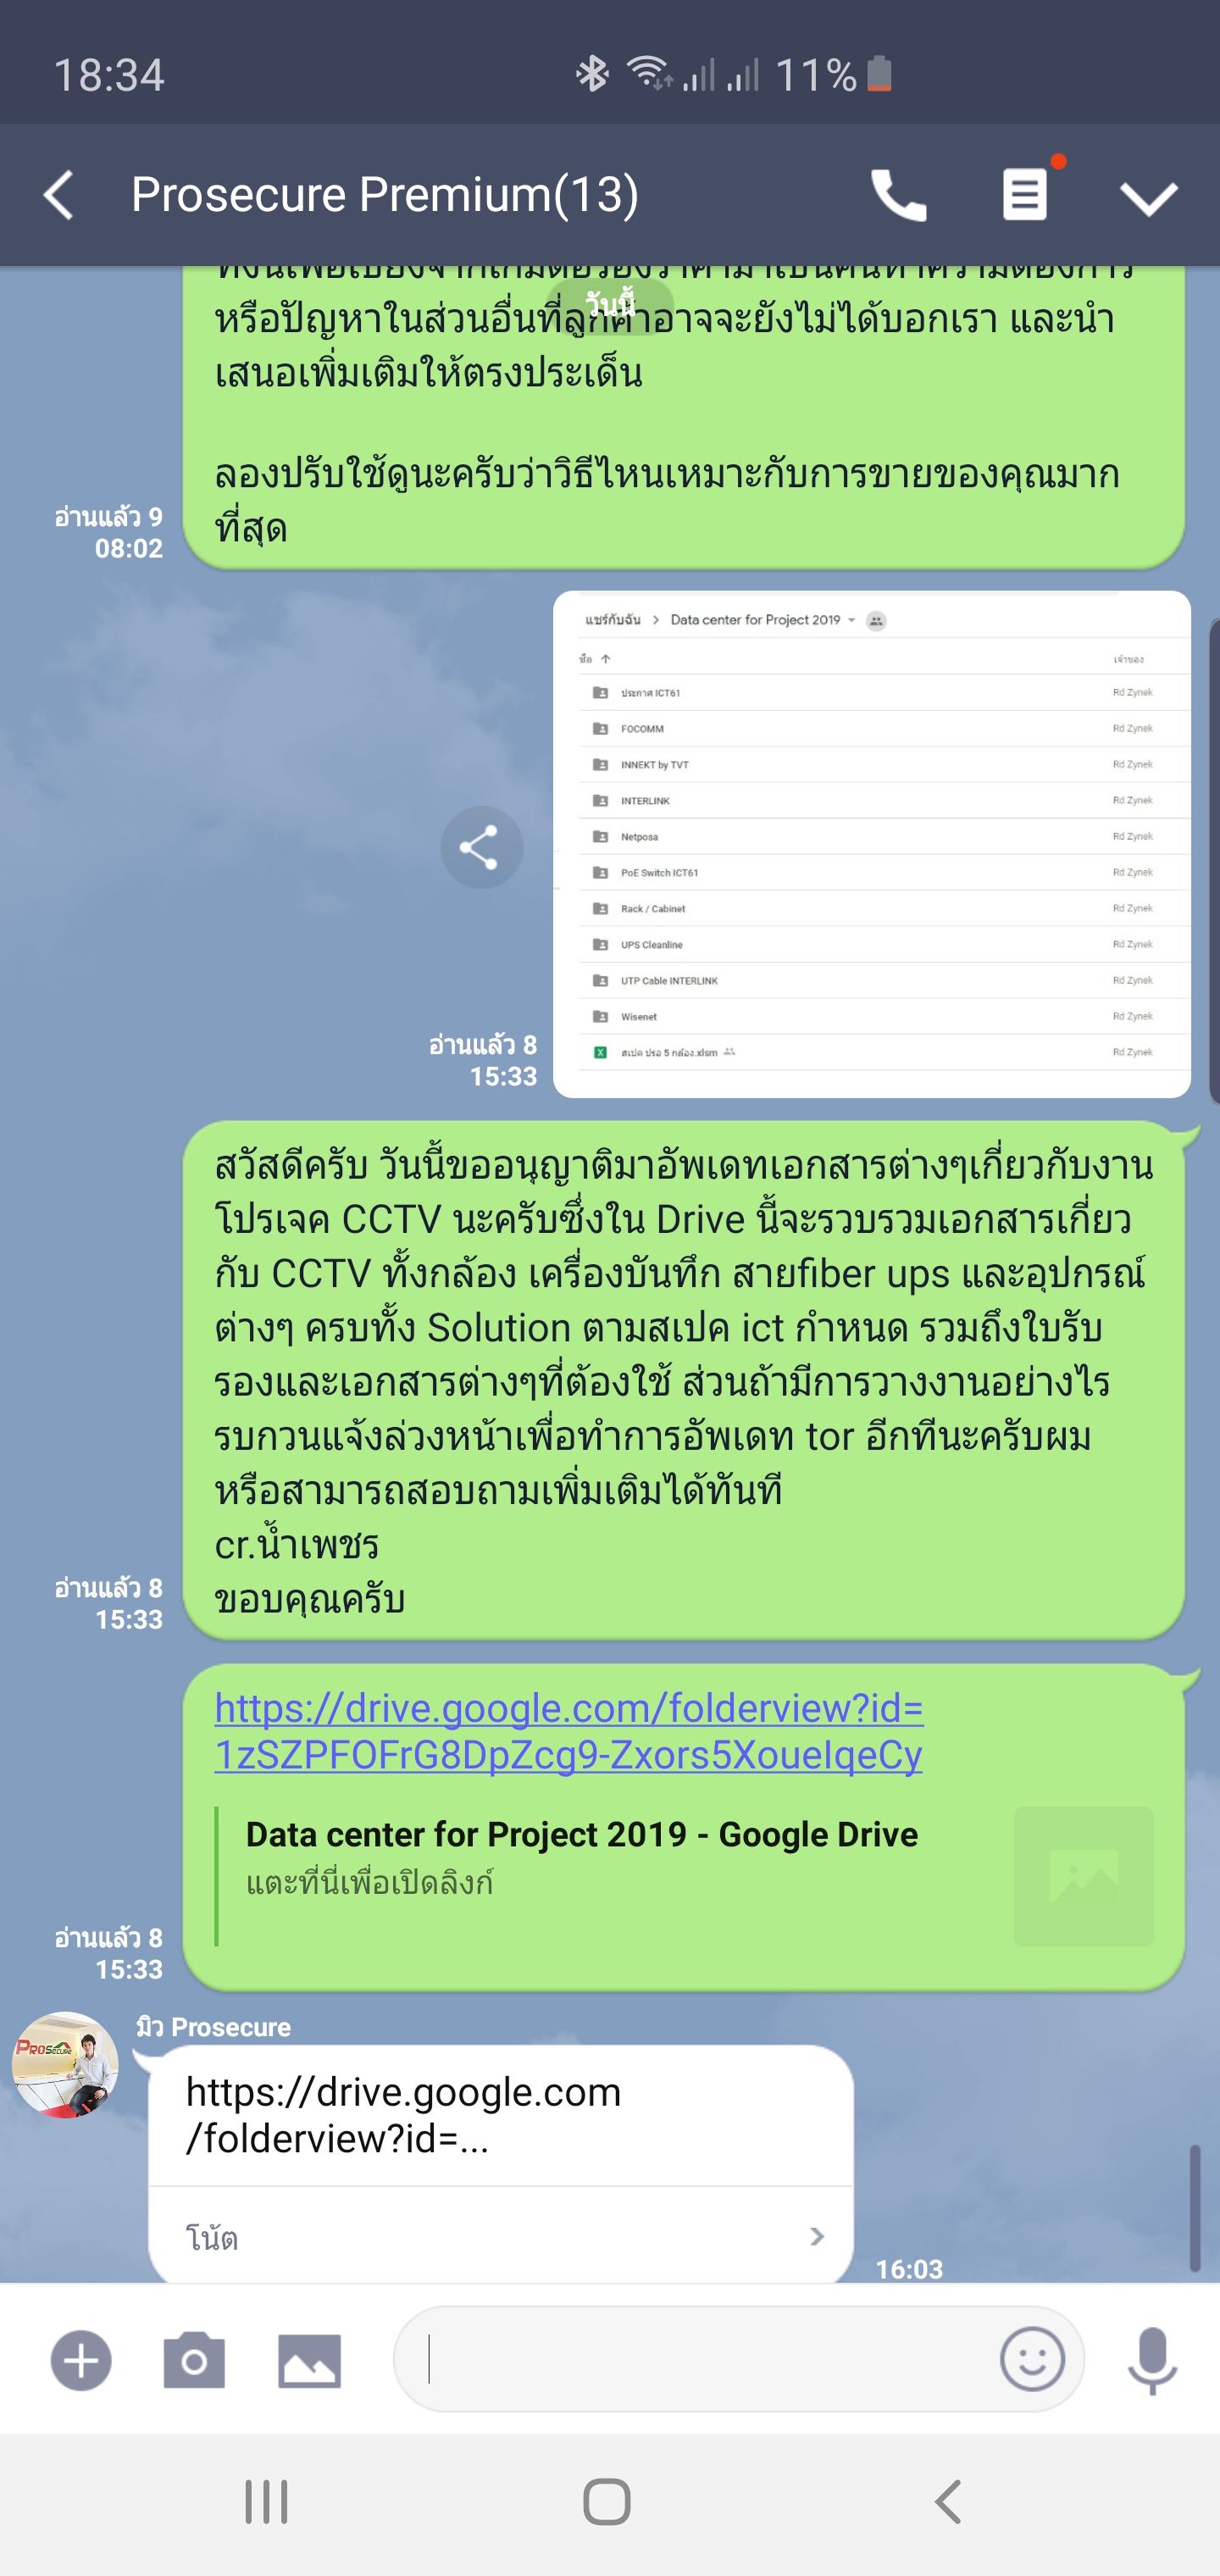 18:34
11%
Prosecure Premium(13)
วันนี้
หรือปัญหาในส่วนอื่นที่ลูกค้าอาจจะยังไม่ได้บอกเรา และนำ
เสนอเพิ่มเติมให้ตรงประเด็น
ลองปรับใช้ดูนะครับว่าวิธีไหนเหมาะกับการขายของคุณมาก
ที่สุด
อ่านแล้ว 9
08:02
แชร์กับฉัน > Data center for Project 2019
ชื่อ ↑ เจ้าของ
ประกาศ ICT61 Rd Zynek
FOCOMM Rd Zynek
INNEKT by TVT Rd Zynek
INTERLINK Rd Zynek
Netposa Rd Zynek
PoE Switch ICT61 Rd Zynek
Rack / Cabinet Rd Zynek
UPS Cleanline Rd Zynek
UTP Cable INTERLINK Rd Zynek
Wisenet Rd Zynek
สเปค ปรอ 5 กล้อง.xlsm Rd Zynek
อ่านแล้ว 8
15:33
สวัสดีครับ วันนี้ขออนุญาติมาอัพเดทเอกสารต่างๆเกี่ยวกับงาน
โปรเจค CCTV นะครับซึ่งใน Drive นี้จะรวบรวมเอกสารเกี่ยว
กับ CCTV ทั้งกล้อง เครื่องบันทึก สายfiber ups และอุปกรณ์
ต่างๆ ครบทั้ง Solution ตามสเปค ict กำหนด รวมถึงใบรับ
รองและเอกสารต่างๆที่ต้องใช้ ส่วนถ้ามีการวางงานอย่างไร
รบกวนแจ้งล่วงหน้าเพื่อทำการอัพเดท tor อีกทีนะครับผม
หรือสามารถสอบถามเพิ่มเติมได้ทันที
cr.น้ำเพชร
ขอบคุณครับ
อ่านแล้ว 8
15:33
https://drive.google.com/folderview?id=
1zSZPFOFrG8DpZcg9-Zxors5XoueIqeCy
Data center for Project 2019 - Google Drive
แตะที่นี่เพื่อเปิดลิงก์
อ่านแล้ว 8
15:33
PROSECURE
มิว Prosecure
https://drive.google.com
/folderview?id=...
โน้ต
16:03